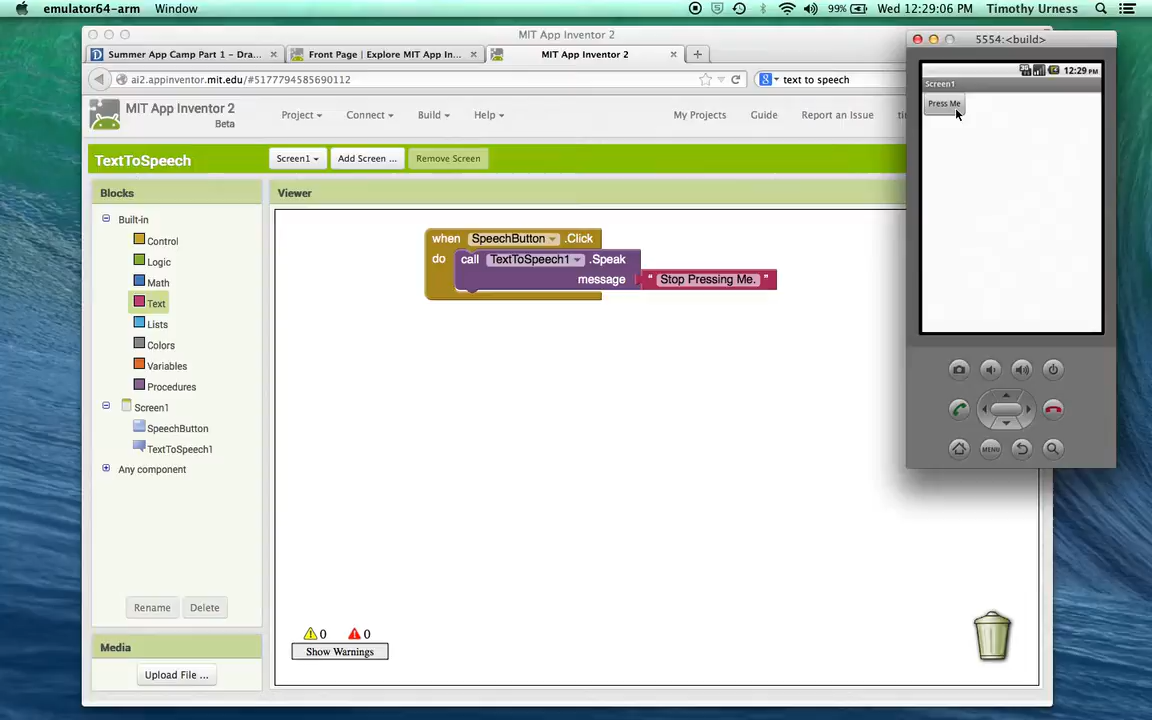 emulator64-arm Window 99% Wed 12:29:06 PM Timothy Urness
MIT App Inventor 2
Summer App Camp Part 1 - Dra... × Front Page | Explore MIT App In... × MIT App Inventor 2 × +
ai2.appinventor.mit.edu/#5177794585690112 text to speech
MIT App Inventor 2
Beta
Project Connect Build Help My Projects Guide Report an Issue
TextToSpeech Screen1 Add Screen ... Remove Screen
Blocks
Built-in
Control
Logic
Math
Text
Lists
Colors
Variables
Procedures
Screen1
SpeechButton
TextToSpeech1
Any component
Rename Delete
Media
Upload File ...
Viewer
when SpeechButton .Click
do call TextToSpeech1 .Speak
message " Stop Pressing Me. "
0 0
Show Warnings
5554:<build>
12:29 PM
Screen1
Press Me
MENU